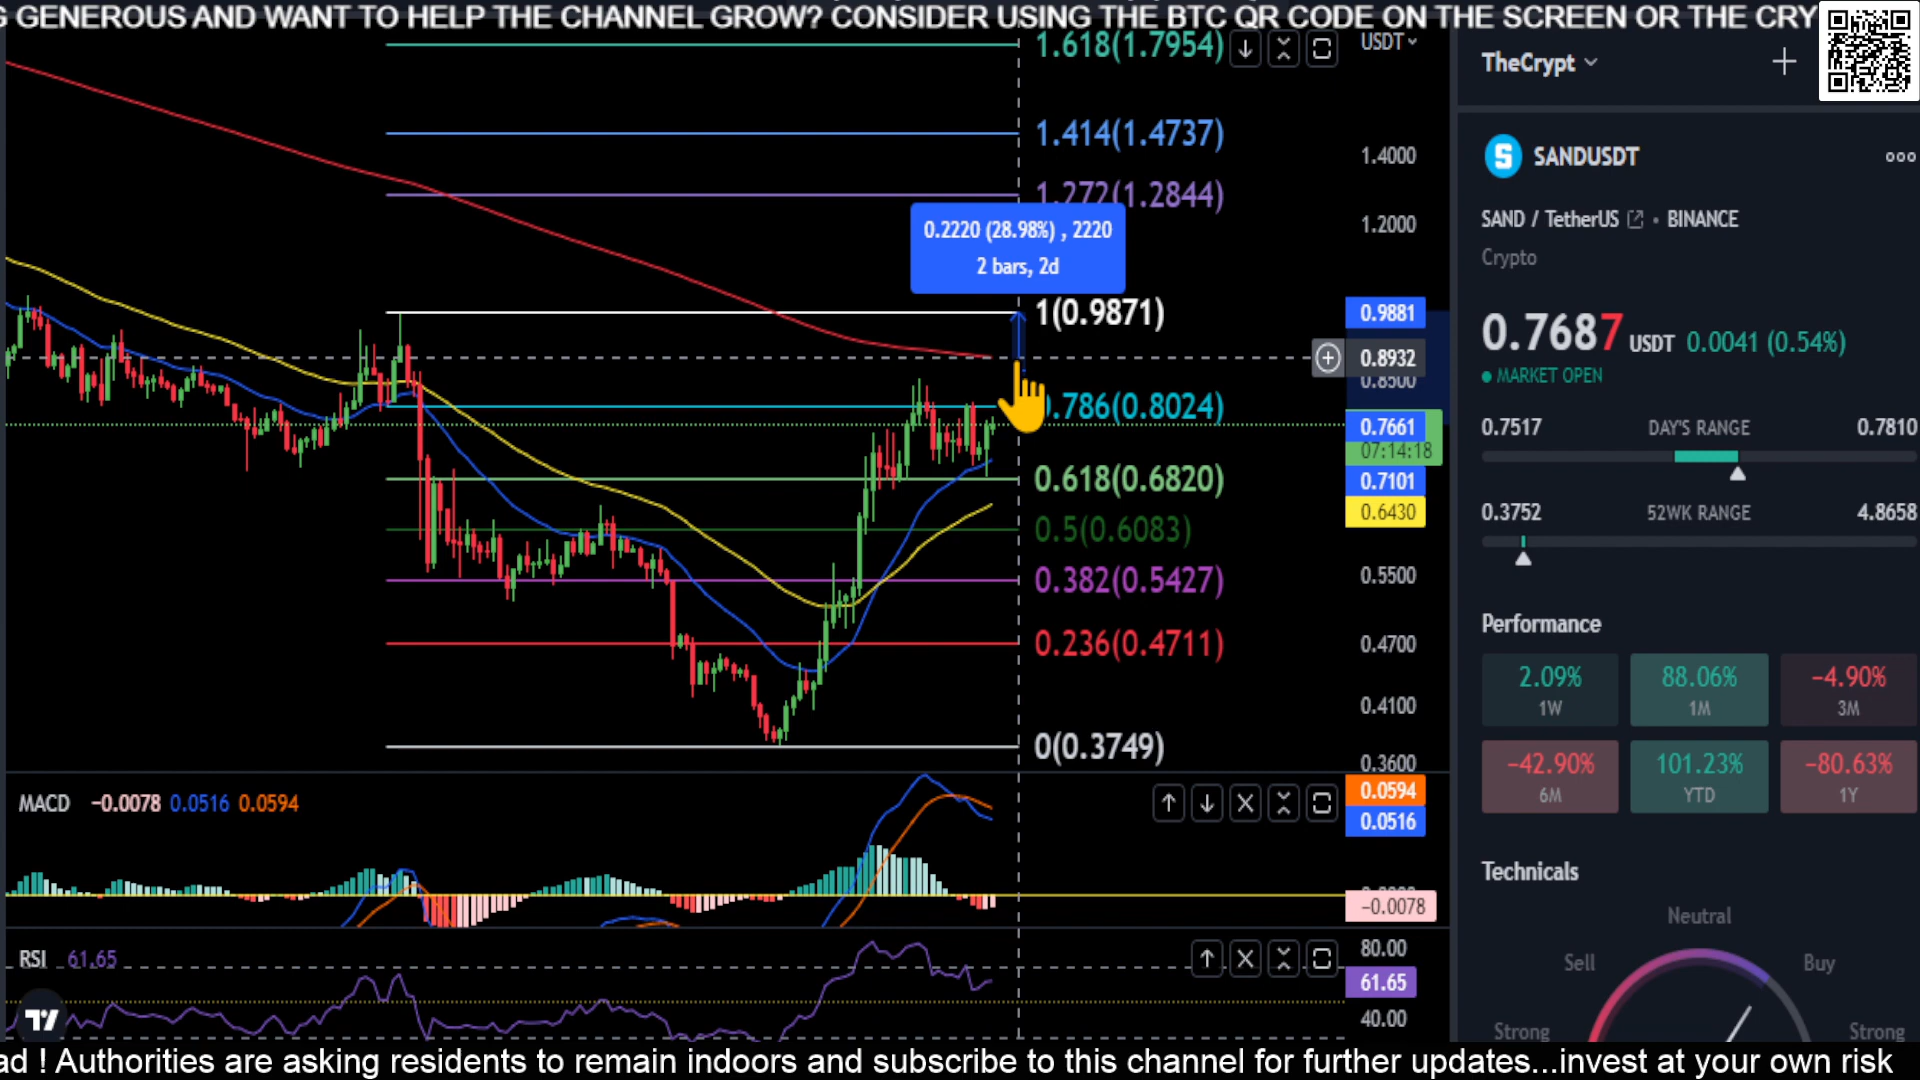 G GENEROUS AND WANT TO HELP THE CHANNEL GROW? CONSIDER USING THE BTC QR CODE ON THE SCREEN OR THE CRY
1.618(1.7954)
USDT
1.414(1.4737)
1.4000
1.272(1.2844)
1.2000
0.2220 (28.98%) , 2220
2 bars, 2d
1(0.9871)
0.9881
0.8932
0.8500
0.786(0.8024)
0.7661
07:14:18
0.618(0.6820)
0.7101
0.6430
0.5(0.6083)
0.382(0.5427)
0.5500
0.236(0.4711)
0.4700
0.4100
0(0.3749)
0.3600
MACD −0.0078 0.0516 0.0594
0.0594
0.0516
−0.0078
RSI 61.65
80.00
61.65
40.00
TheCrypt
SANDUSDT
SAND / TetherUS • BINANCE
Crypto
0.7687 USDT 0.0041 (0.54%)
MARKET OPEN
0.7517 DAY'S RANGE 0.7810
0.3752 52WK RANGE 4.8658
Performance
2.09% 88.06% −4.90%
1W 1M 3M
−42.90% 101.23% −80.63%
6M YTD 1Y
Technicals
Neutral
Sell Buy
Strong Strong
ad ! Authorities are asking residents to remain indoors and subscribe to this channel for further updates...invest at your own risk